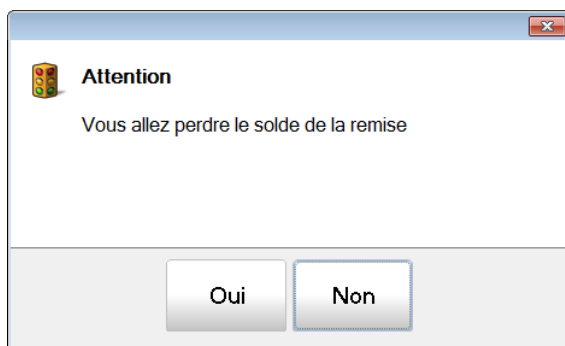 Attention
Vous allez perdre le solde de la remise
Oui
Non